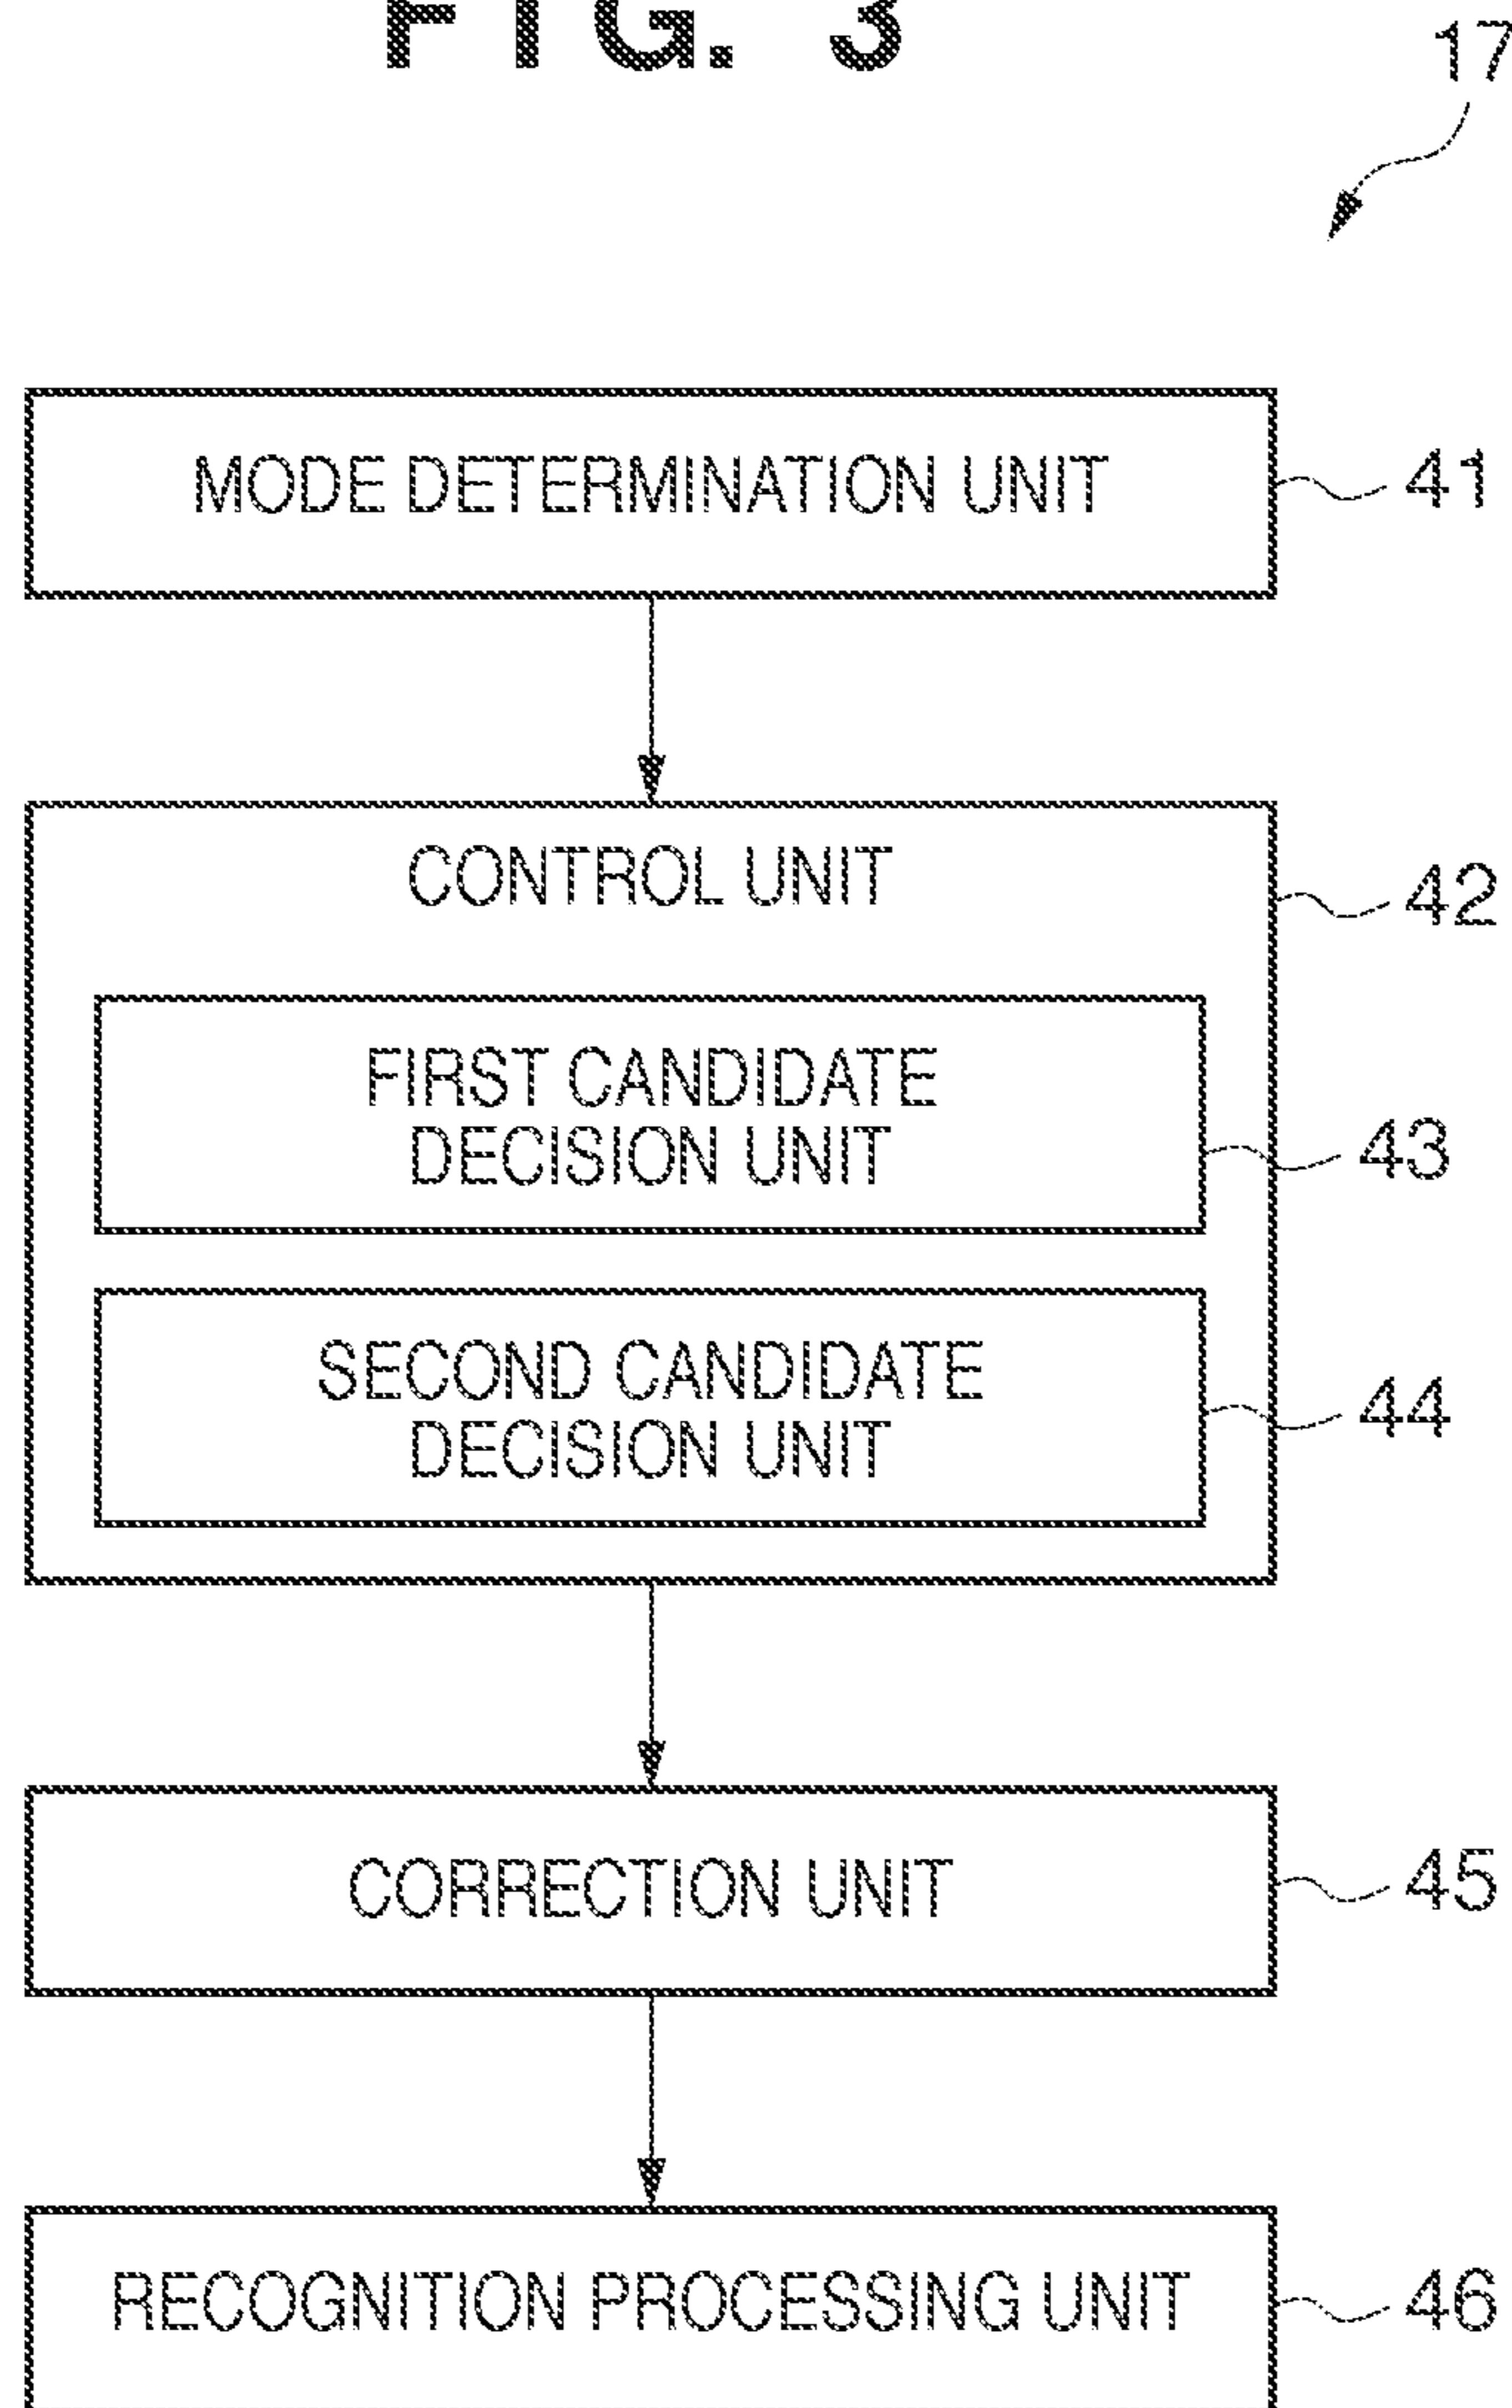 FIG. 3
17
MODE DETERMINATION UNIT
41
CONTROL UNIT
42
FIRST CANDIDATE
DECISION UNIT
43
SECOND CANDIDATE
DECISION UNIT
44
CORRECTION UNIT
45
RECOGNITION PROCESSING UNIT
46